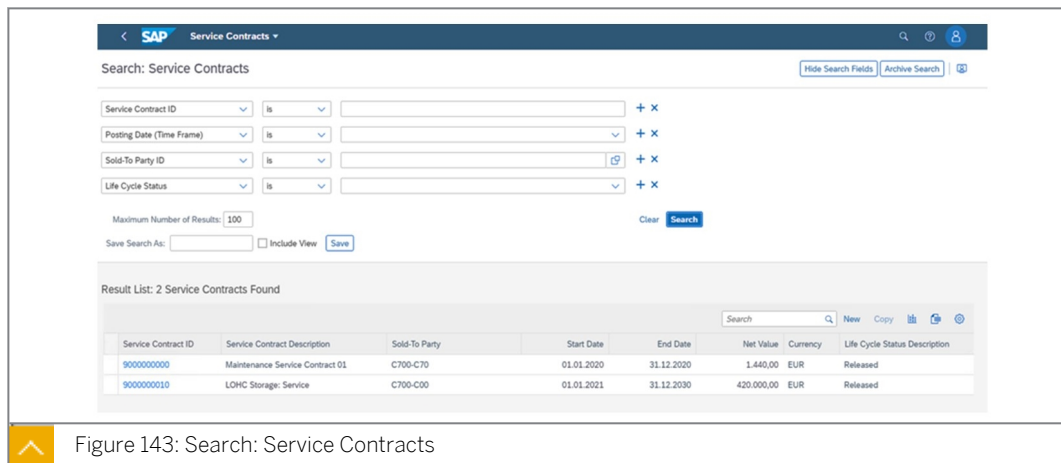 SAP Service Contracts
Search: Service Contracts
Hide Search Fields Archive Search
Service Contract ID is
Posting Date (Time Frame) is
Sold-To Party ID is
Life Cycle Status is
Maximum Number of Results: 100 Clear Search
Save Search As: Include View Save
Result List: 2 Service Contracts Found
Search New Copy
Service Contract ID Service Contract Description Sold-To Party Start Date End Date Net Value Currency Life Cycle Status Description
9000000000 Maintenance Service Contract 01 C700-C70 01.01.2020 31.12.2020 1.440,00 EUR Released
9000000010 LOHC Storage: Service C700-C00 01.01.2021 31.12.2030 420.000,00 EUR Released
Figure 143: Search: Service Contracts